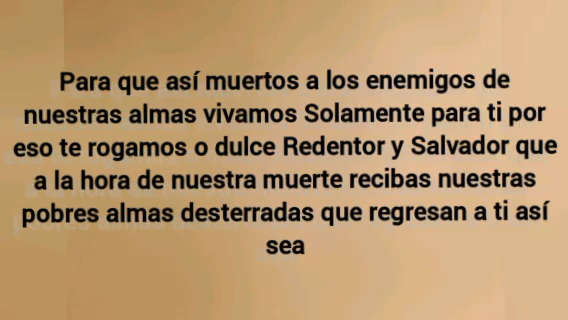 Para que así muertos a los enemigos de
nuestras almas vivamos Solamente para ti por
eso te rogamos o dulce Redentor y Salvador que
a la hora de nuestra muerte recibas nuestras
pobres almas desterradas que regresan a ti así
sea